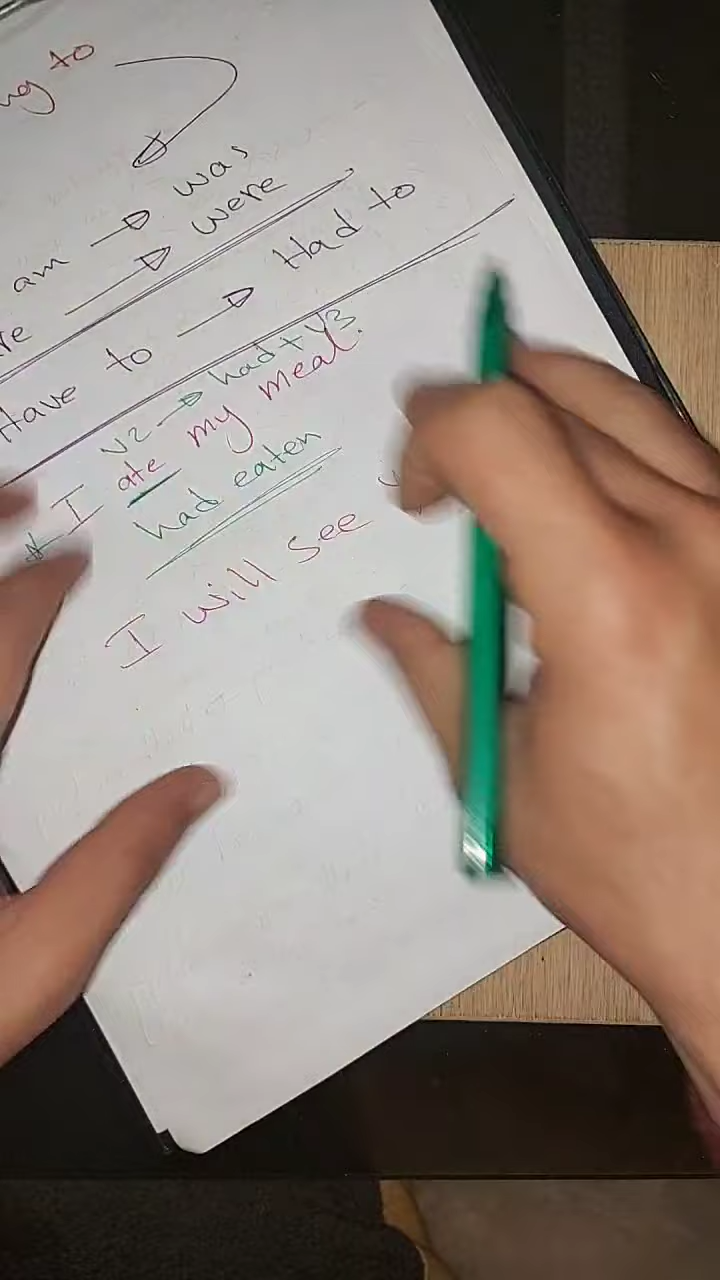 ng to
am → was
re → were
Have to → Had to
V2 → had + V3
I ate my meal.
had eaten
I will see